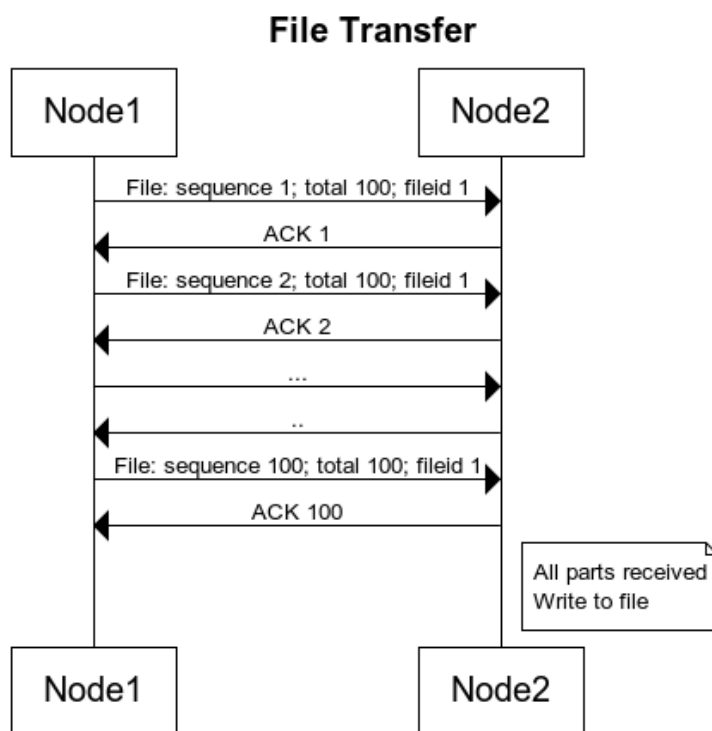 File Transfer
Node1
Node2
File: sequence 1; total 100; fileid 1
ACK 1
File: sequence 2; total 100; fileid 1
ACK 2
...
..
File: sequence 100; total 100; fileid 1
ACK 100
All parts received
Write to file
Node1
Node2